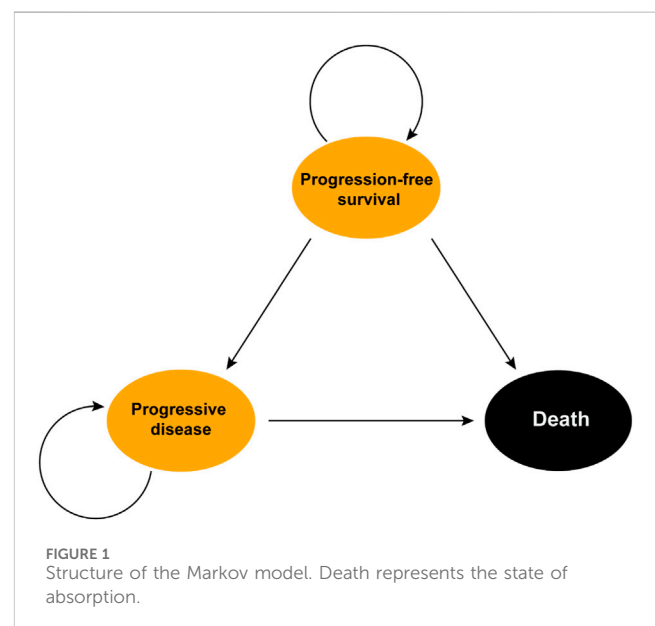 Progression-free
survival
Progressive
disease
Death
FIGURE 1
Structure of the Markov model. Death represents the state of
absorption.